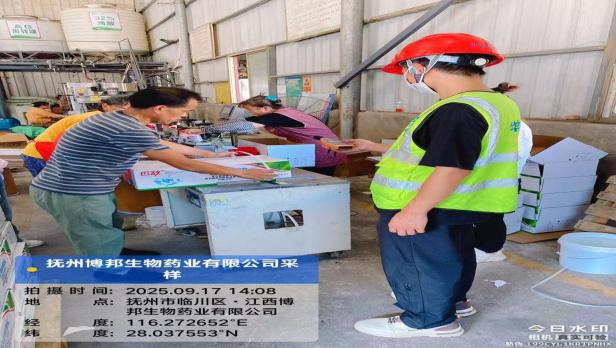 32%
抚州博邦生物药业有限公司采
样
拍摄时间： 2025.09.17 14:08
地 点： 抚州市临川区·江西博
邦生物药业有限公司
经 度： 116.272652°E
纬 度： 28.037553°N
今日水印
相机 真实可验